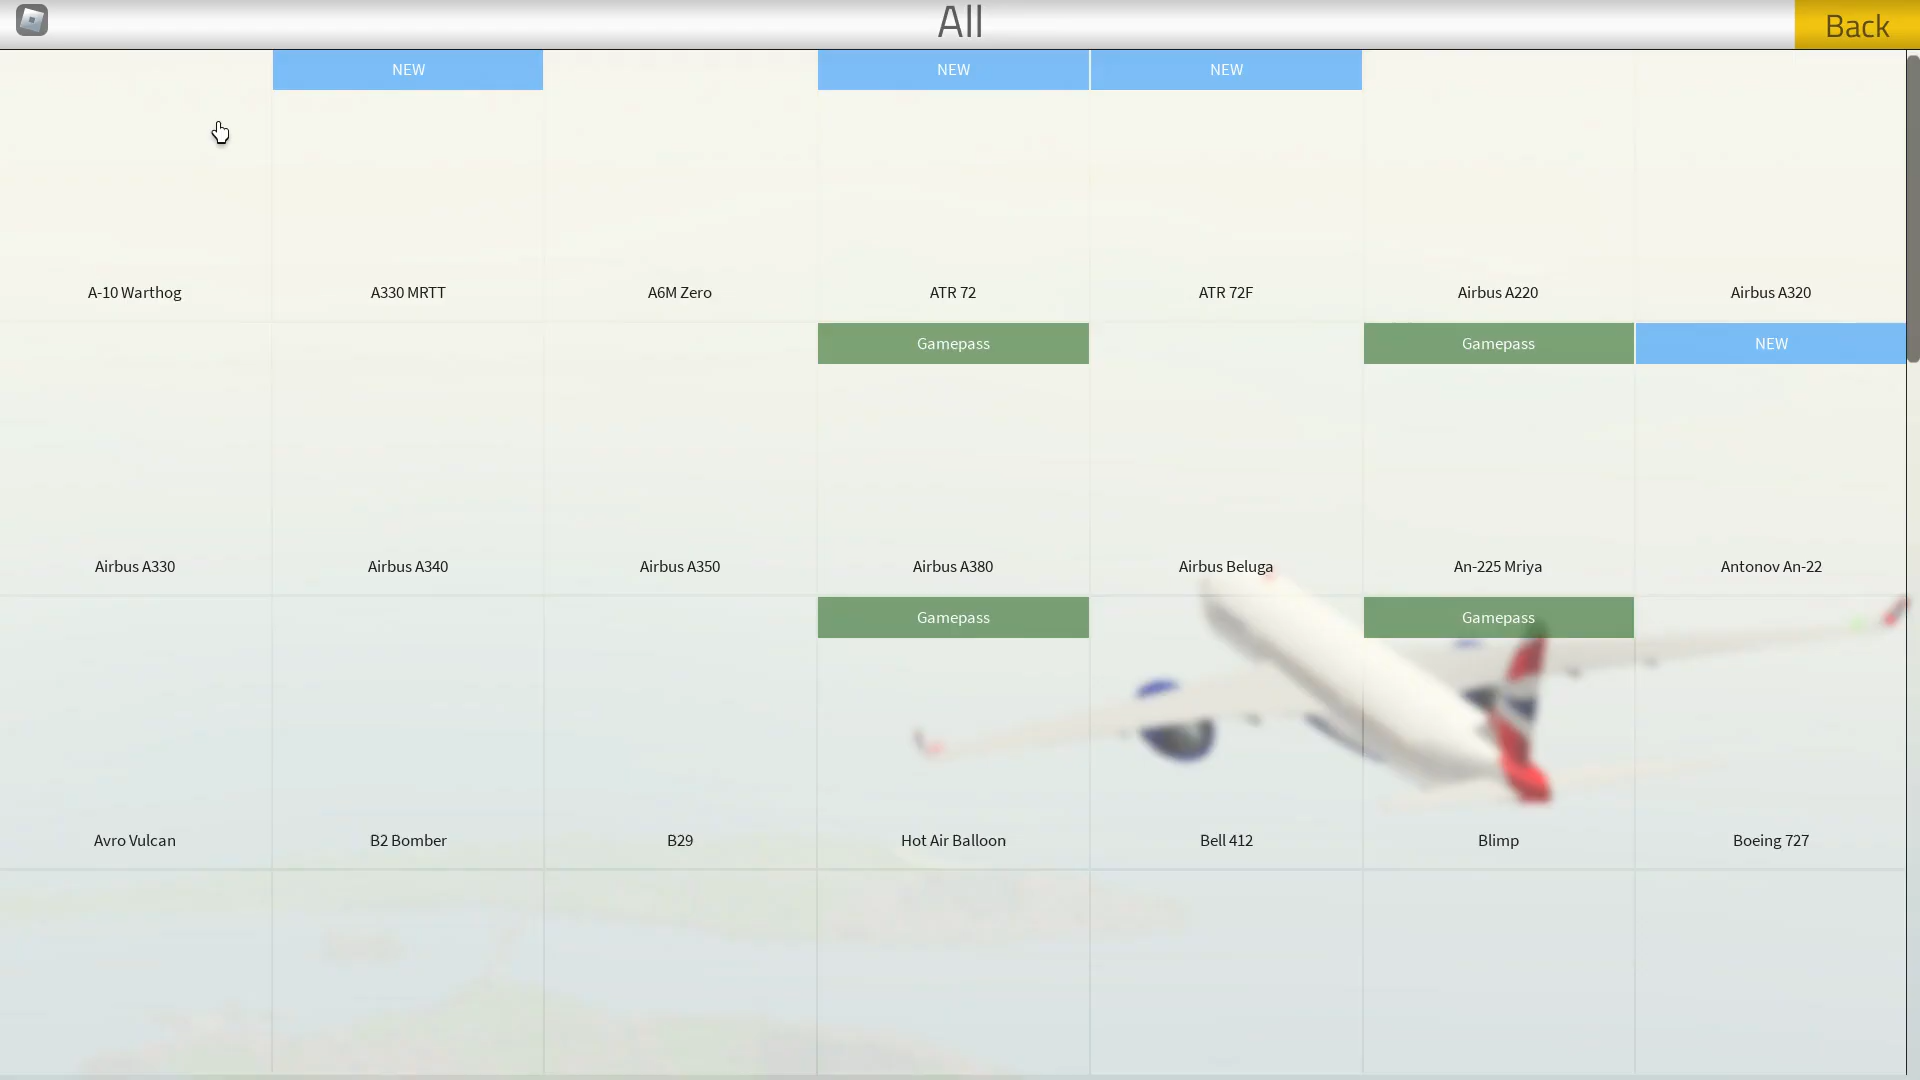 All
Back
NEW
NEW
NEW
A-10 Warthog
A330 MRTT
A6M Zero
ATR 72
ATR 72F
Airbus A220
Airbus A320
Gamepass
Gamepass
NEW
Airbus A330
Airbus A340
Airbus A350
Airbus A380
Airbus Beluga
An-225 Mriya
Antonov An-22
Gamepass
Gamepass
Avro Vulcan
B2 Bomber
B29
Hot Air Balloon
Bell 412
Blimp
Boeing 727